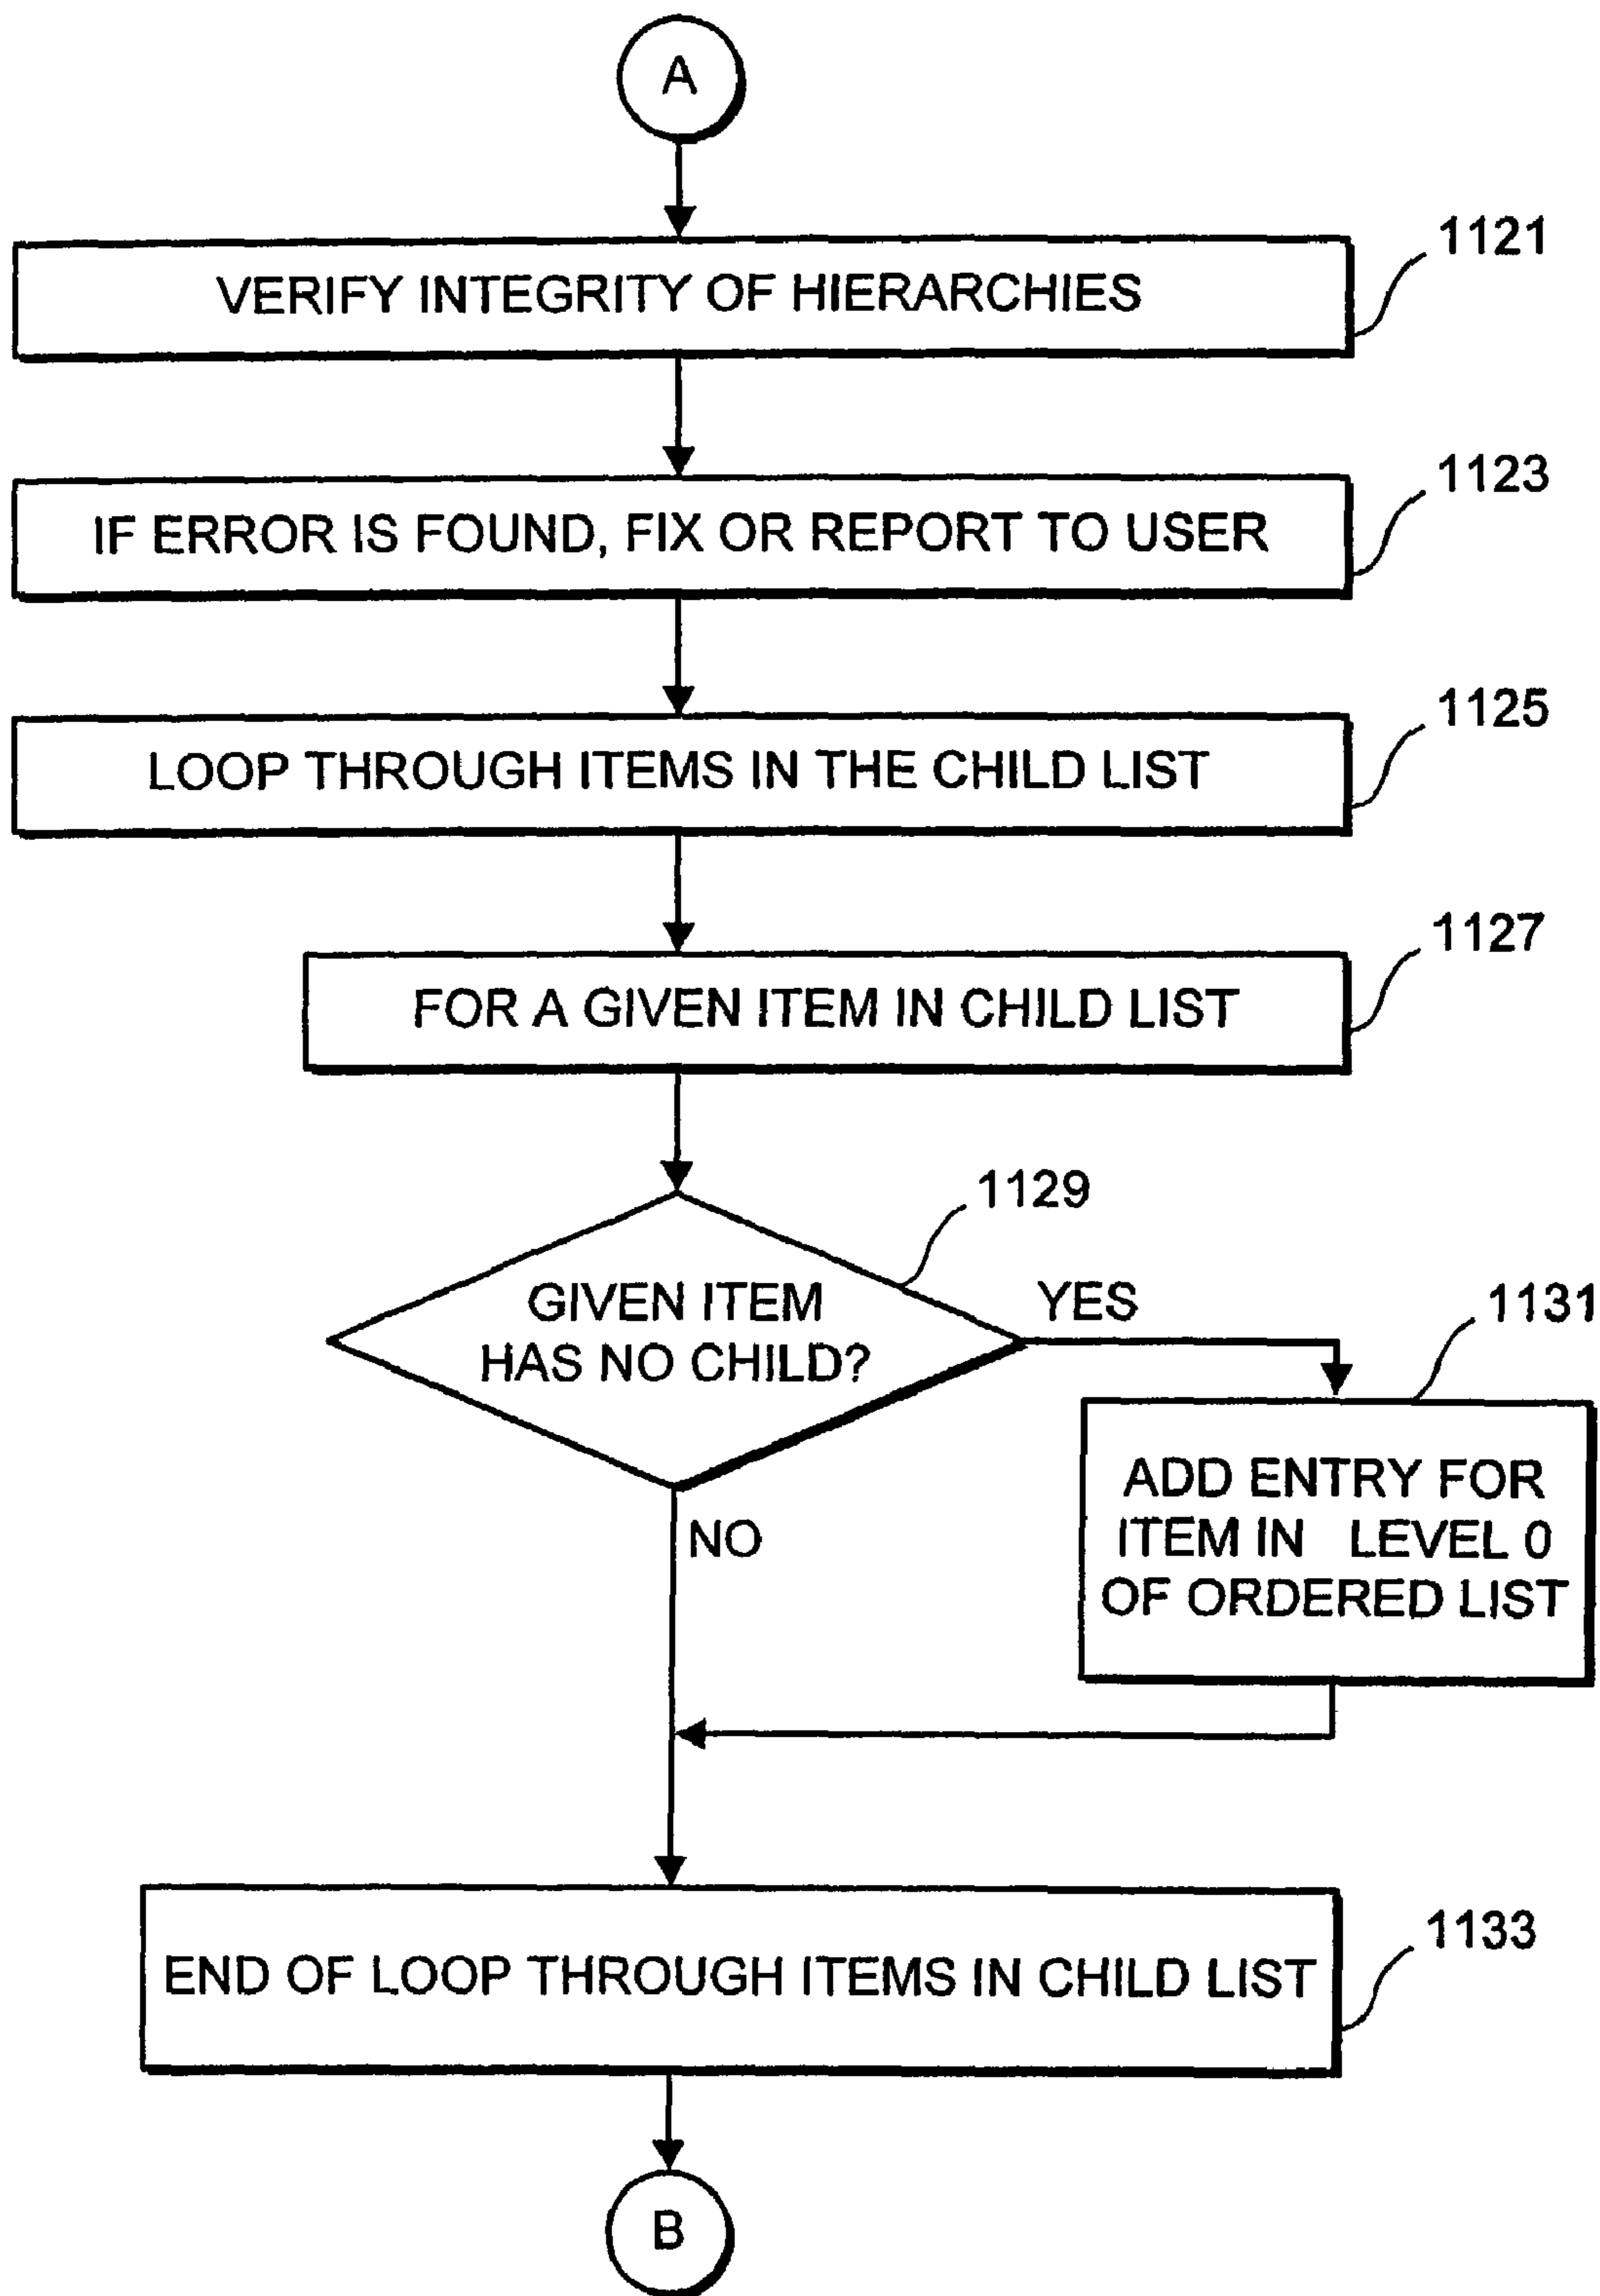 A
1121
VERIFY INTEGRITY OF HIERARCHIES
1123
IF ERROR IS FOUND, FIX OR REPORT TO USER
1125
LOOP THROUGH ITEMS IN THE CHILD LIST
1127
FOR A GIVEN ITEM IN CHILD LIST
1129
GIVEN ITEM
HAS NO CHILD?
YES
1131
ADD ENTRY FOR
ITEM IN LEVEL 0
OF ORDERED LIST
NO
1133
END OF LOOP THROUGH ITEMS IN CHILD LIST
B